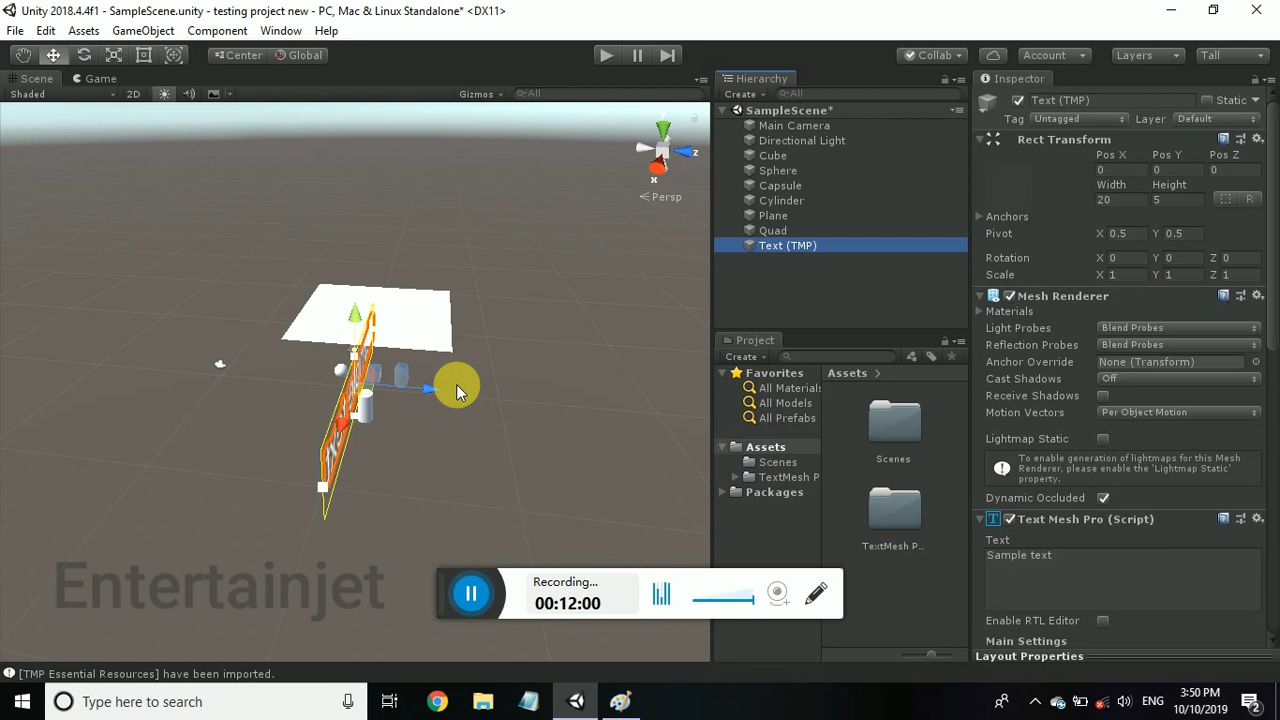 Unity 2018.4.4f1 - SampleScene.unity - testing project new - PC, Mac & Linux Standalone* <DX11>
File Edit Assets GameObject Component Window Help
Center Global Collab Account Layers Tall
Scene Game Hierarchy Inspector
Shaded 2D Gizmos All Create All
SampleScene*
Main Camera
Directional Light
Cube
Sphere
Capsule
Cylinder
Plane
Quad
Text (TMP)
z
x
Persp
Text (TMP) Static
Tag Untagged Layer Default
Rect Transform
Pos X Pos Y Pos Z
0 0 0
Width Height
20 5 R
Anchors
Pivot X 0.5 Y 0.5
Rotation X 0 Y 0 Z 0
Scale X 1 Y 1 Z 1
Mesh Renderer
Materials
Light Probes Blend Probes
Reflection Probes Blend Probes
Anchor Override None (Transform)
Cast Shadows Off
Receive Shadows
Motion Vectors Per Object Motion
Lightmap Static
To enable generation of lightmaps for this Mesh
Renderer, please enable the 'Lightmap Static'
property.
Dynamic Occluded
Text Mesh Pro (Script)
Text
Sample text
Enable RTL Editor
Main Settings
Layout Properties
Project
Create
Favorites
All Materials
All Models
All Prefabs
Assets
Scenes
TextMesh P
Packages
Assets
Scenes
TextMesh P...
Entertainjet
Recording...
00:12:00
[TMP Essential Resources] have been imported.
Type here to search
ENG
3:50 PM
10/10/2019
2